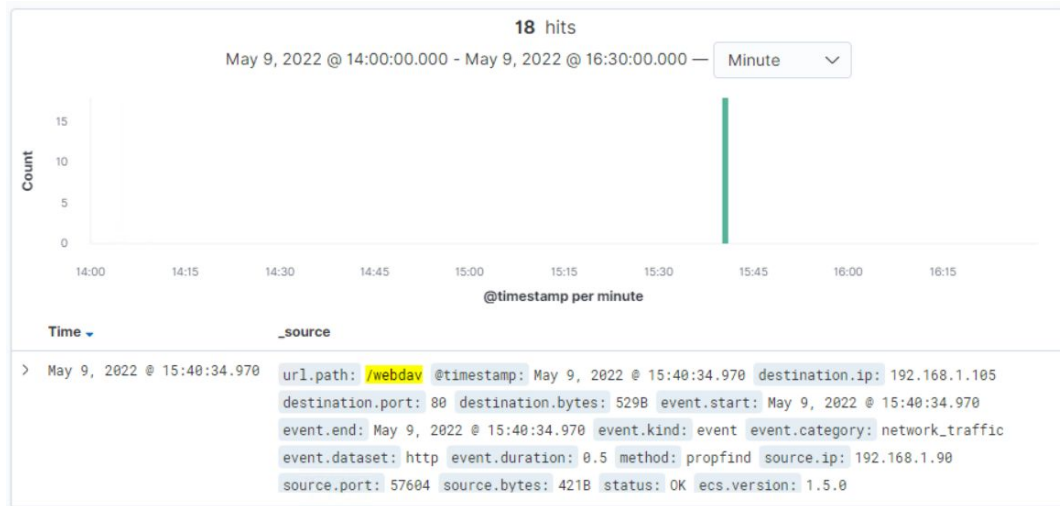 18 hits
May 9, 2022 @ 14:00:00.000 - May 9, 2022 @ 16:30:00.000 — Minute
15
10
5
0
Count
14:00 14:15 14:30 14:45 15:00 15:15 15:30 15:45 16:00 16:15
@timestamp per minute
Time _source
May 9, 2022 @ 15:40:34.970 url.path: /webdav @timestamp: May 9, 2022 @ 15:40:34.970 destination.ip: 192.168.1.105
destination.port: 80 destination.bytes: 529B event.start: May 9, 2022 @ 15:40:34.970
event.end: May 9, 2022 @ 15:40:34.970 event.kind: event event.category: network_traffic
event.dataset: http event.duration: 0.5 method: propfind source.ip: 192.168.1.90
source.port: 57604 source.bytes: 421B status: OK ecs.version: 1.5.0